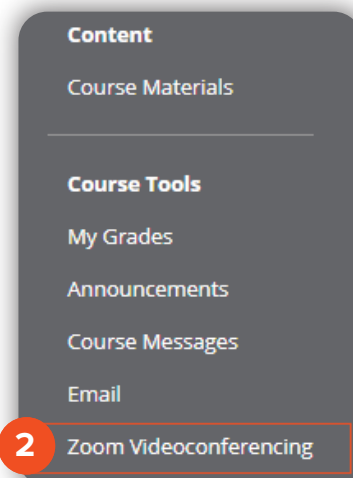 Content
Course Materials
Course Tools
My Grades
Announcements
Course Messages
Email
2 Zoom Videoconferencing